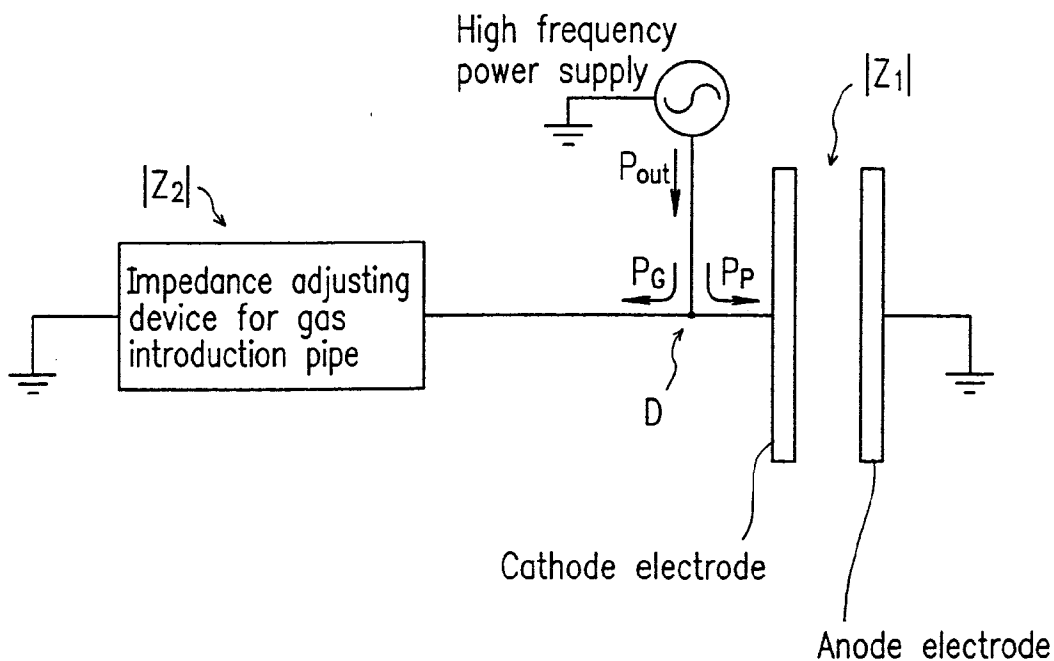 High frequency
power supply
|Z1|
Pout
|Z2|
PG
PP
Impedance adjusting
device for gas
introduction pipe
D
Cathode electrode
Anode electrode